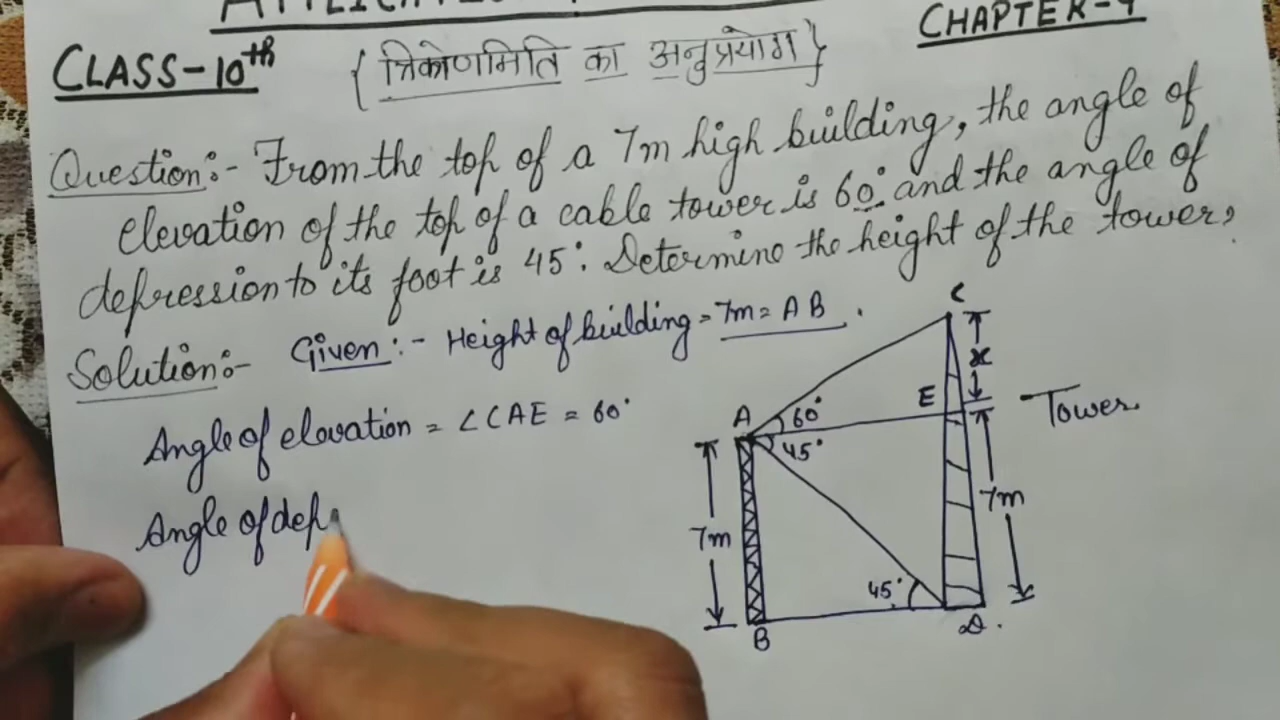 CLASS-10th
{त्रिकोणमिति का अनुप्रयोग}
CHAPTER-9
Question:- From the top of a 7m high building, the angle of
elevation of the top of a cable tower is 60° and the angle of
depression to its foot is 45°. Determine the height of the tower.
Solution:- Given:- Height of building = 7m = AB.
Angle of elevation = ∠CAE = 60°
Angle of dep
C
x
E
Tower
A
60°
45°
7m
7m
45°
B
D.